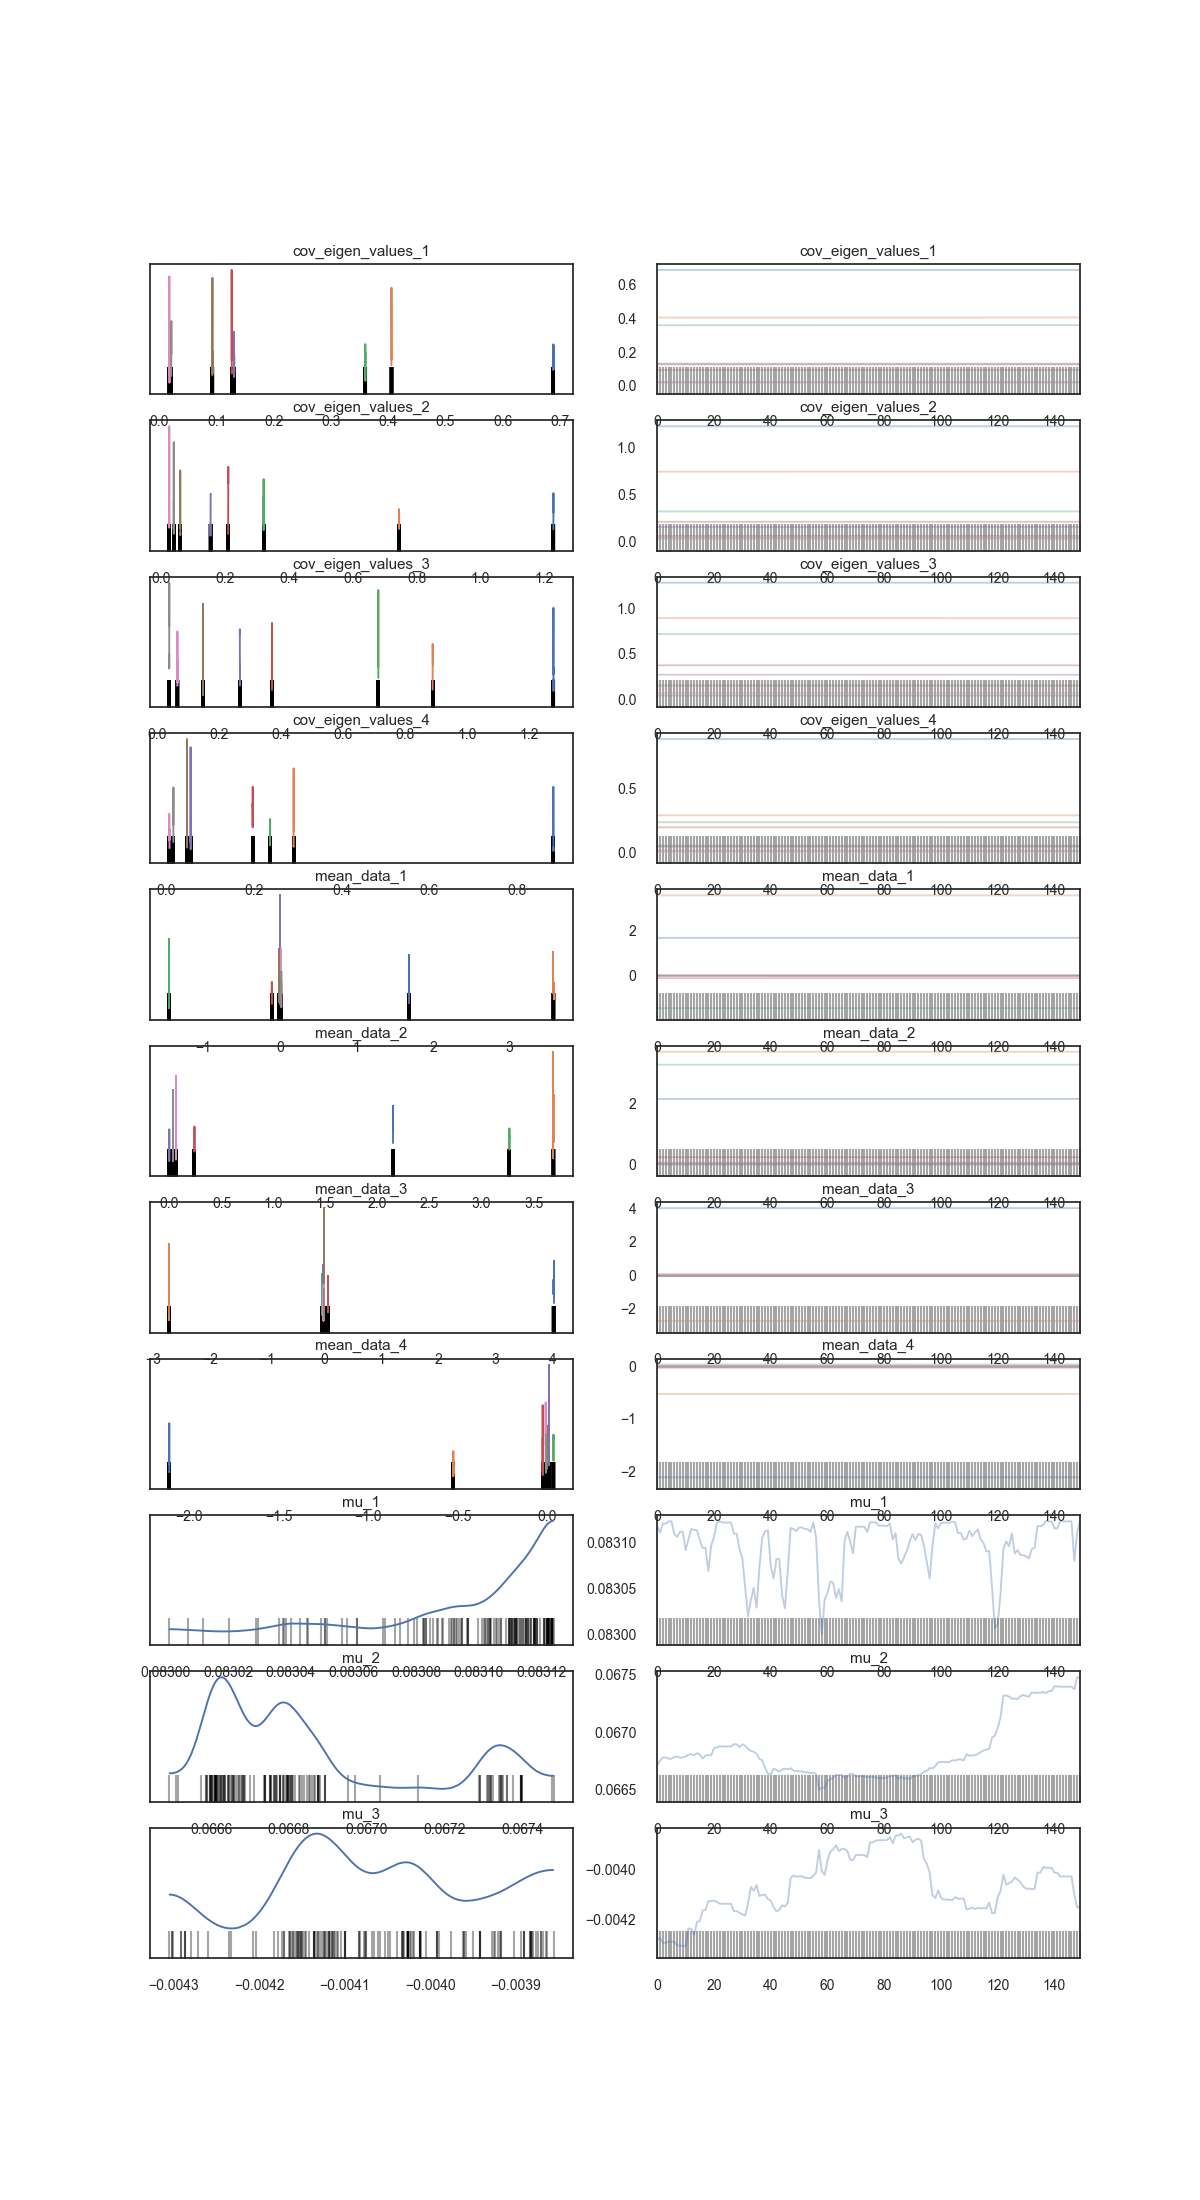 cov_eigen_values_1 cov_eigen_values_1
0.6
0.4
0.2
0.0
0.0 0.1 0.2 0.3 0.4 0.5 0.6 0.7 0 20 40 60 80 100 120 140
cov_eigen_values_2 cov_eigen_values_2
1.0
0.5
0.0
0.0 0.2 0.4 0.6 0.8 1.0 1.2 0 20 40 60 80 100 120 140
cov_eigen_values_3 cov_eigen_values_3
1.0
0.5
0.0
0.0 0.2 0.4 0.6 0.8 1.0 1.2 0 20 40 60 80 100 120 140
cov_eigen_values_4 cov_eigen_values_4
0.5
0.0
0.0 0.2 0.4 0.6 0.8 0 20 40 60 80 100 120 140
mean_data_1 mean_data_1
2
0
−1 0 1 2 3 0 20 40 60 80 100 120 140
mean_data_2 mean_data_2
2
0
0.0 0.5 1.0 1.5 2.0 2.5 3.0 3.5 0 20 40 60 80 100 120 140
mean_data_3 mean_data_3
4
2
0
−2
−3 −2 −1 0 1 2 3 4 0 20 40 60 80 100 120 140
mean_data_4 mean_data_4
0
−1
−2
−2.0 −1.5 −1.0 −0.5 0.0 0 20 40 60 80 100 120 140
mu_1 mu_1
0.08310
0.08305
0.08300
0.08300 0.08302 0.08304 0.08306 0.08308 0.08310 0.08312 0 20 40 60 80 100 120 140
mu_2 mu_2
0.0675
0.0670
0.0665
0.0666 0.0668 0.0670 0.0672 0.0674 0 20 40 60 80 100 120 140
mu_3 mu_3
−0.0040
−0.0042
−0.0043 −0.0042 −0.0041 −0.0040 −0.0039 0 20 40 60 80 100 120 140